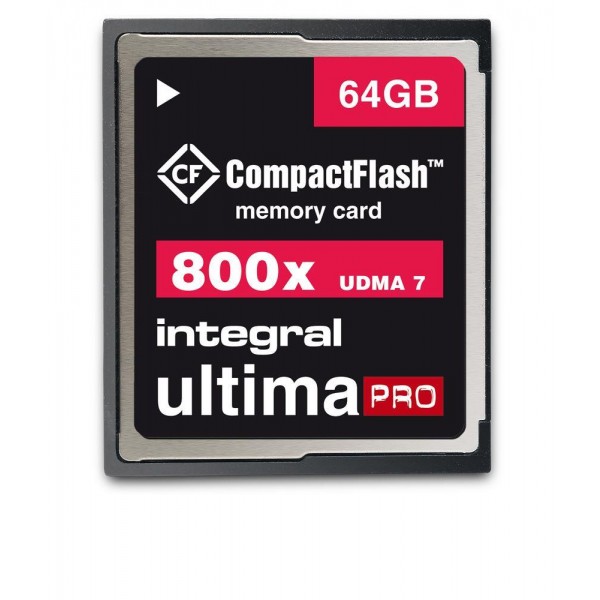 64GB
CF CompactFlash™
memory card
800x UDMA 7
integral
ultima PRO